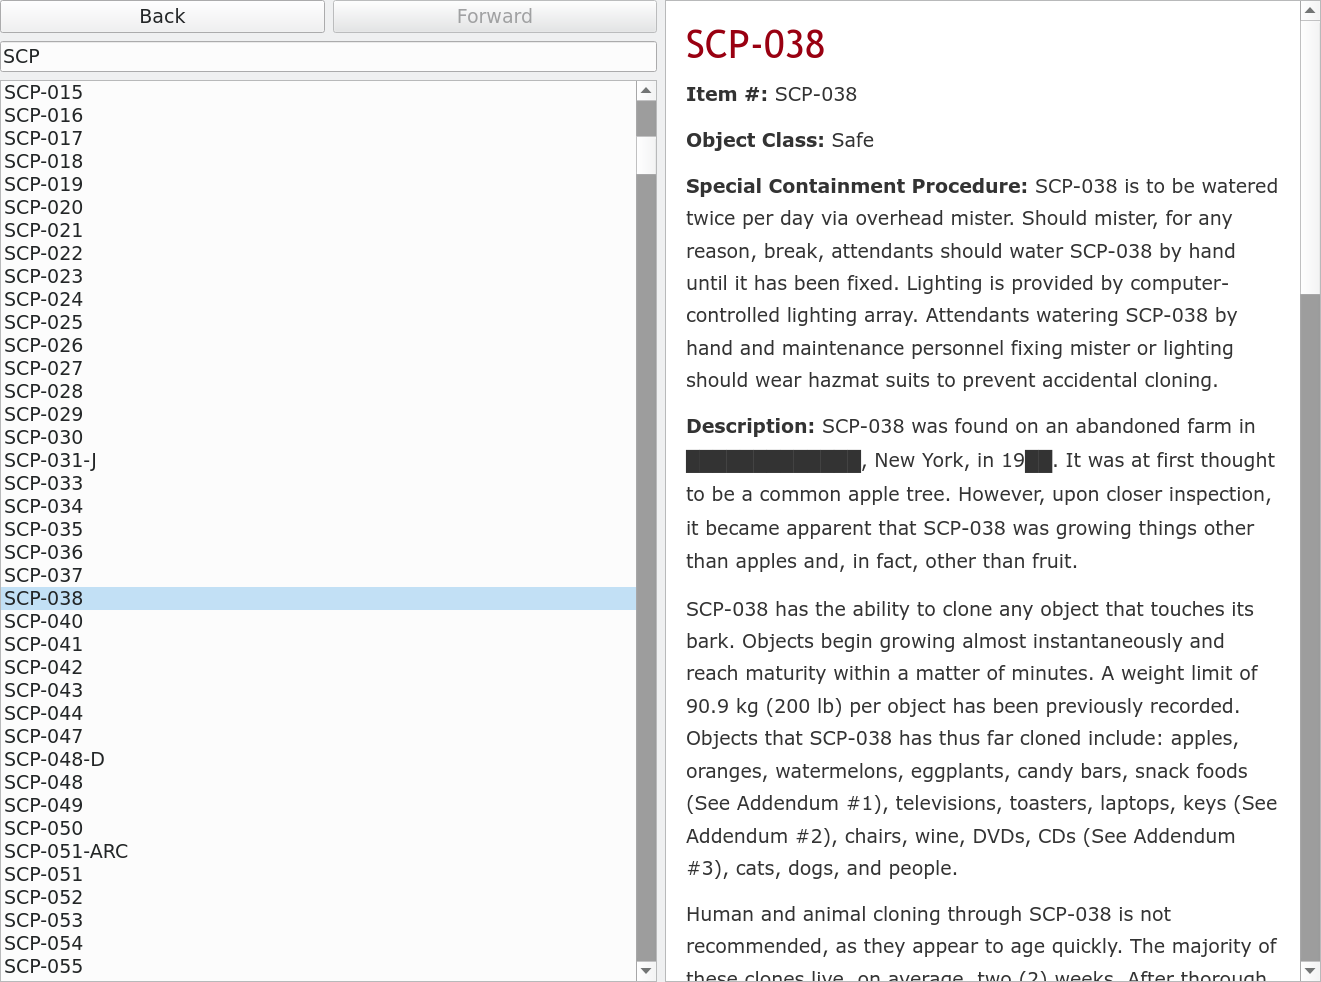 Back
Forward
SCP
SCP-015
SCP-016
SCP-017
SCP-018
SCP-019
SCP-020
SCP-021
SCP-022
SCP-023
SCP-024
SCP-025
SCP-026
SCP-027
SCP-028
SCP-029
SCP-030
SCP-031-J
SCP-033
SCP-034
SCP-035
SCP-036
SCP-037
SCP-038
SCP-040
SCP-041
SCP-042
SCP-043
SCP-044
SCP-047
SCP-048-D
SCP-048
SCP-049
SCP-050
SCP-051-ARC
SCP-051
SCP-052
SCP-053
SCP-054
SCP-055
SCP-038
Item #: SCP-038
Object Class: Safe
Special Containment Procedure: SCP-038 is to be watered
twice per day via overhead mister. Should mister, for any
reason, break, attendants should water SCP-038 by hand
until it has been fixed. Lighting is provided by computer-
controlled lighting array. Attendants watering SCP-038 by
hand and maintenance personnel fixing mister or lighting
should wear hazmat suits to prevent accidental cloning.
Description: SCP-038 was found on an abandoned farm in
█████████████, New York, in 19██. It was at first thought
to be a common apple tree. However, upon closer inspection,
it became apparent that SCP-038 was growing things other
than apples and, in fact, other than fruit.
SCP-038 has the ability to clone any object that touches its
bark. Objects begin growing almost instantaneously and
reach maturity within a matter of minutes. A weight limit of
90.9 kg (200 lb) per object has been previously recorded.
Objects that SCP-038 has thus far cloned include: apples,
oranges, watermelons, eggplants, candy bars, snack foods
(See Addendum #1), televisions, toasters, laptops, keys (See
Addendum #2), chairs, wine, DVDs, CDs (See Addendum
#3), cats, dogs, and people.
Human and animal cloning through SCP-038 is not
recommended, as they appear to age quickly. The majority of
these clones live, on average, two (2) weeks. After thorough